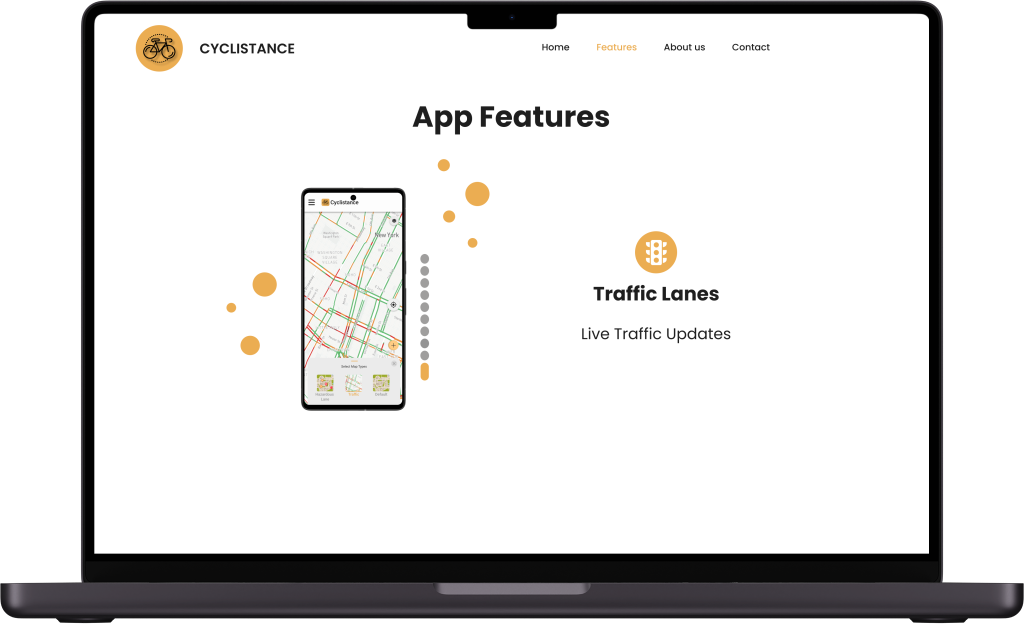 CYCLISTANCE
Home
Features
About us
Contact
App Features
Cyclistance
New York
Select Map Types
Traffic
Default
Traffic Lanes
Live Traffic Updates